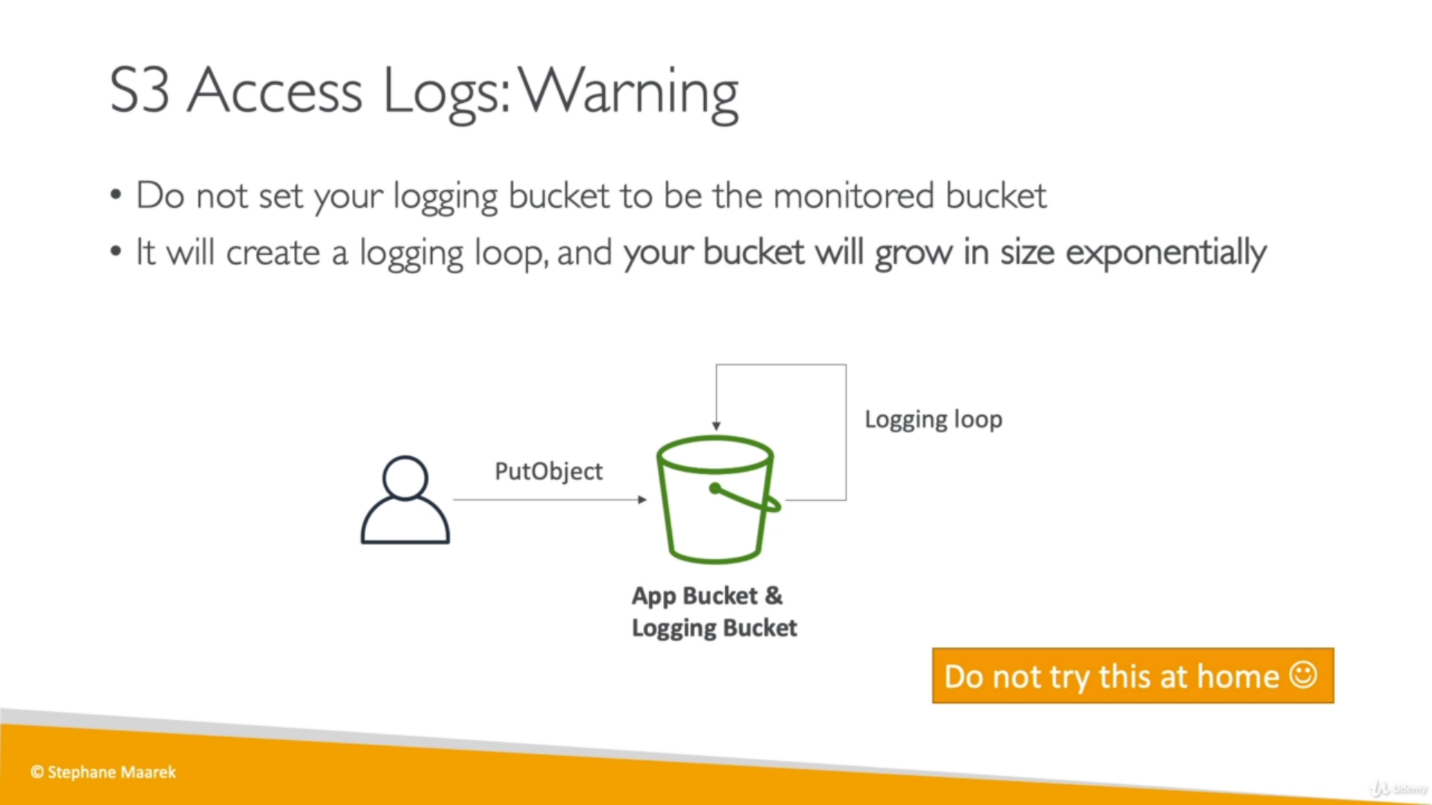 S3 Access Logs: Warning
• Do not set your logging bucket to be the monitored bucket
• It will create a logging loop, and your bucket will grow in size exponentially
Logging loop
PutObject
App Bucket &
Logging Bucket
Do not try this at home ☺
© Stephane Maarek
Udemy